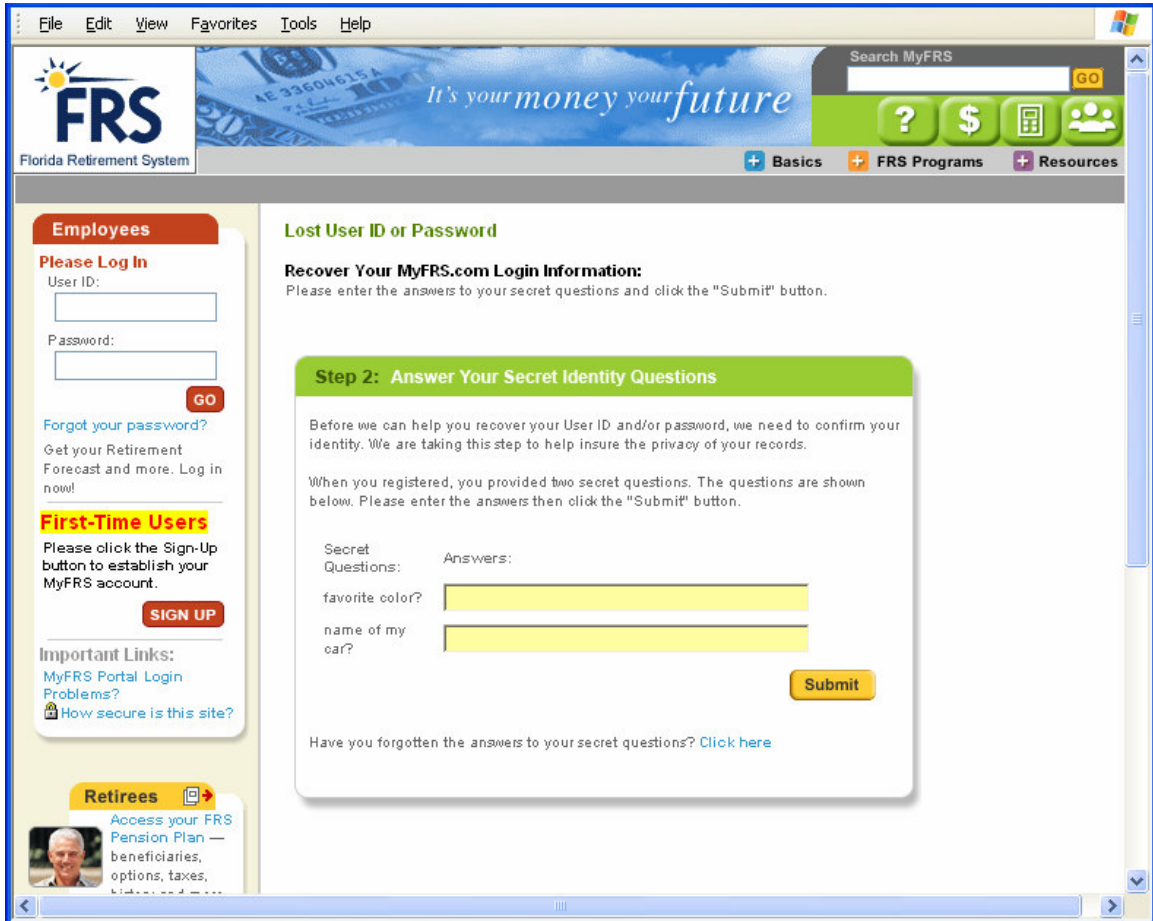 File Edit View Favorites Tools Help
FRS
Florida Retirement System
AE 33604615A
It's your money your future
Search MyFRS
GO
? $
Basics FRS Programs Resources
Employees
Please Log In
User ID:
Password:
GO
Forgot your password?
Get your Retirement
Forecast and more. Log in
now!
First-Time Users
Please click the Sign-Up
button to establish your
MyFRS account.
SIGN UP
Important Links:
MyFRS Portal Login
Problems?
How secure is this site?
Retirees
Access your FRS
Pension Plan —
beneficiaries,
options, taxes,
Lost User ID or Password
Recover Your MyFRS.com Login Information:
Please enter the answers to your secret questions and click the "Submit" button.
Step 2: Answer Your Secret Identity Questions
Before we can help you recover your User ID and/or password, we need to confirm your
identity. We are taking this step to help insure the privacy of your records.
When you registered, you provided two secret questions. The questions are shown
below. Please enter the answers then click the "Submit" button.
Secret
Questions:
Answers:
favorite color?
name of my
car?
Submit
Have you forgotten the answers to your secret questions? Click here